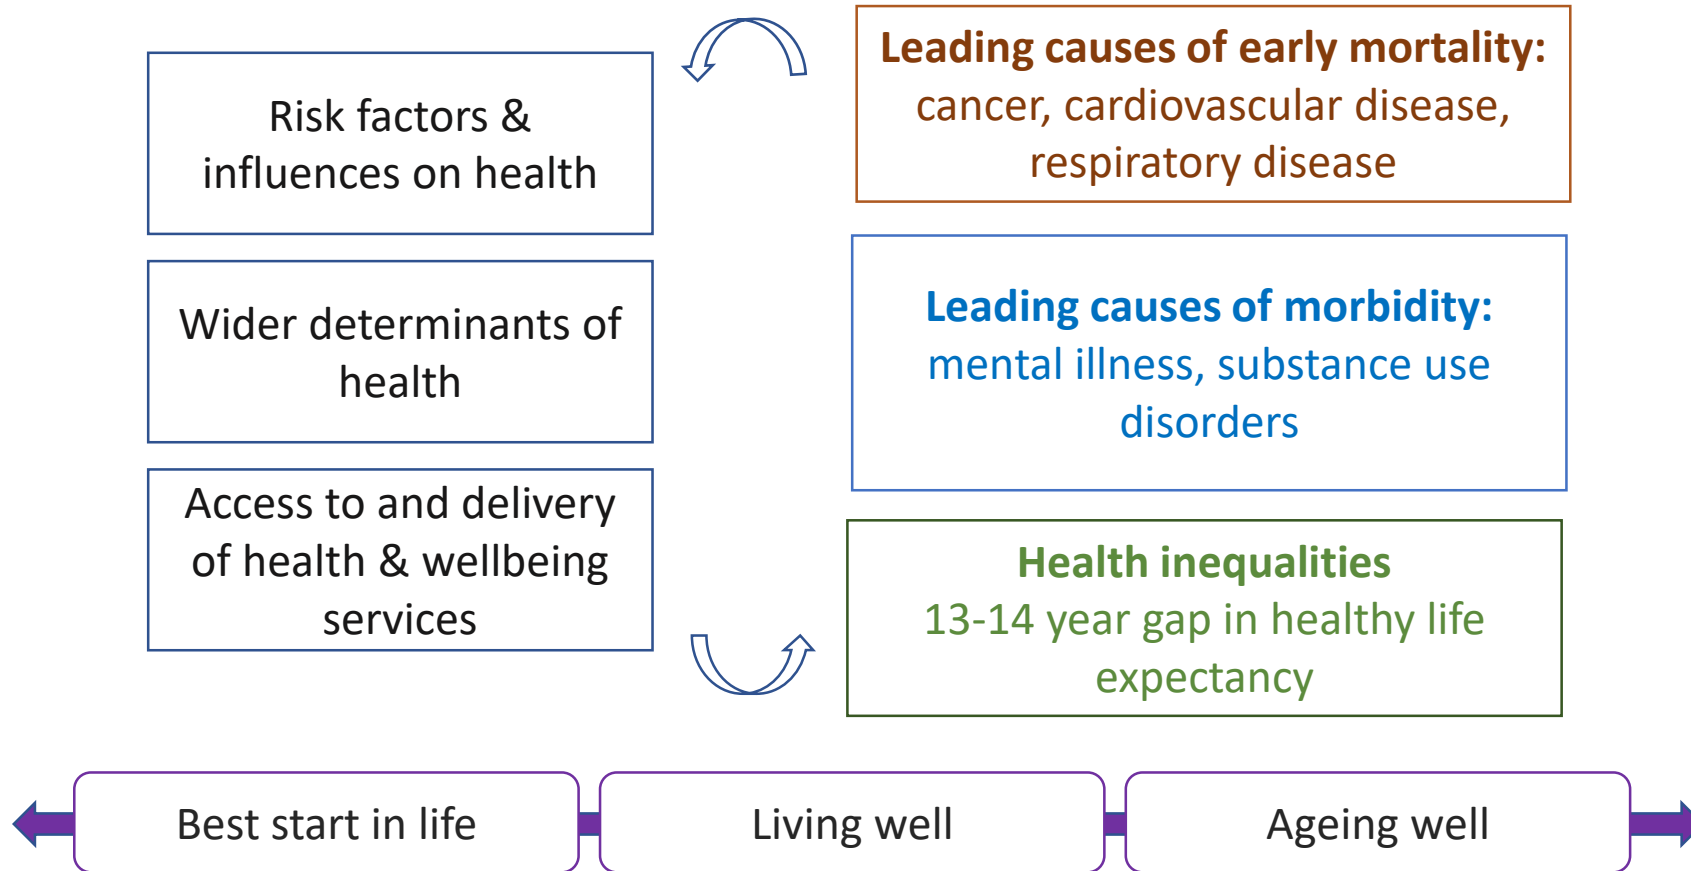 Risk factors &
influences on health
Wider determinants of
health
Access to and delivery
of health & wellbeing
services
Leading causes of early mortality:
cancer, cardiovascular disease,
respiratory disease
Leading causes of morbidity:
mental illness, substance use
disorders
Health inequalities
13-14 year gap in healthy life
expectancy
Best start in life
Living well
Ageing well